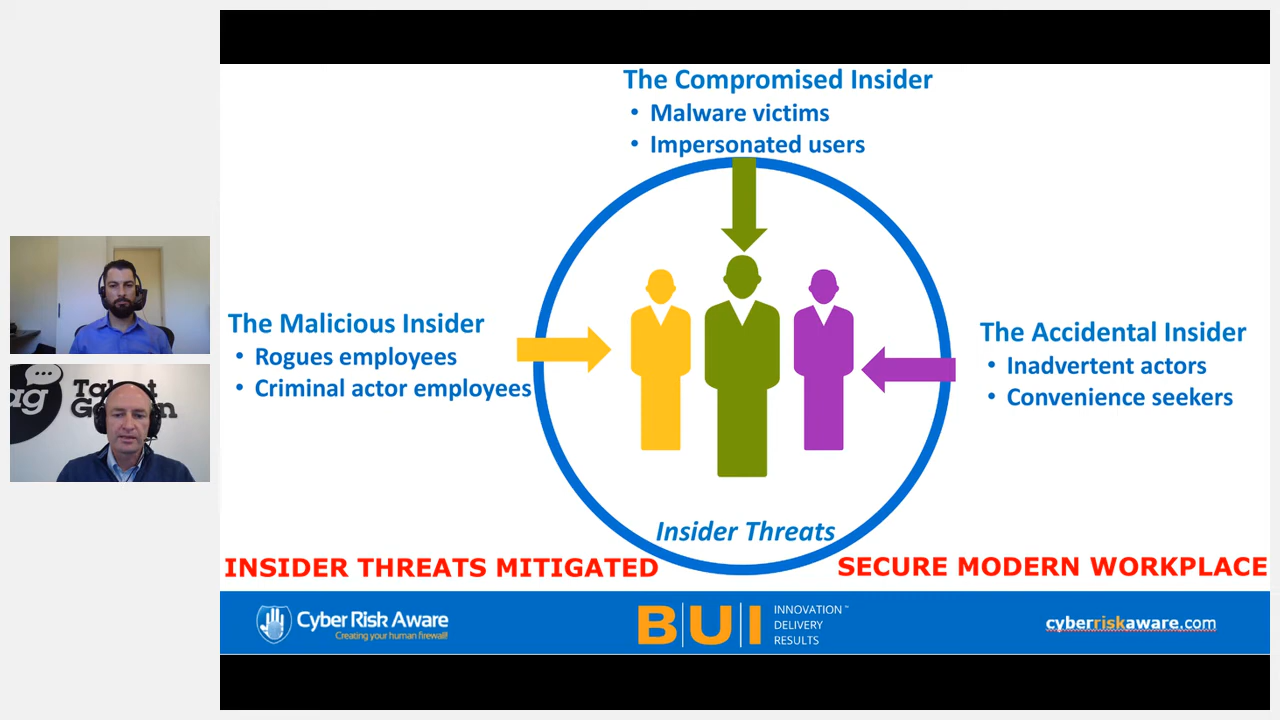 The Compromised Insider
• Malware victims
• Impersonated users
The Malicious Insider
• Rogues employees
• Criminal actor employees
The Accidental Insider
• Inadvertent actors
• Convenience seekers
Insider Threats
INSIDER THREATS MITIGATED
SECURE MODERN WORKPLACE
Cyber Risk Aware
Creating your human firewall!
BUI
INNOVATION™
DELIVERY
RESULTS
cyberriskaware.com
ag